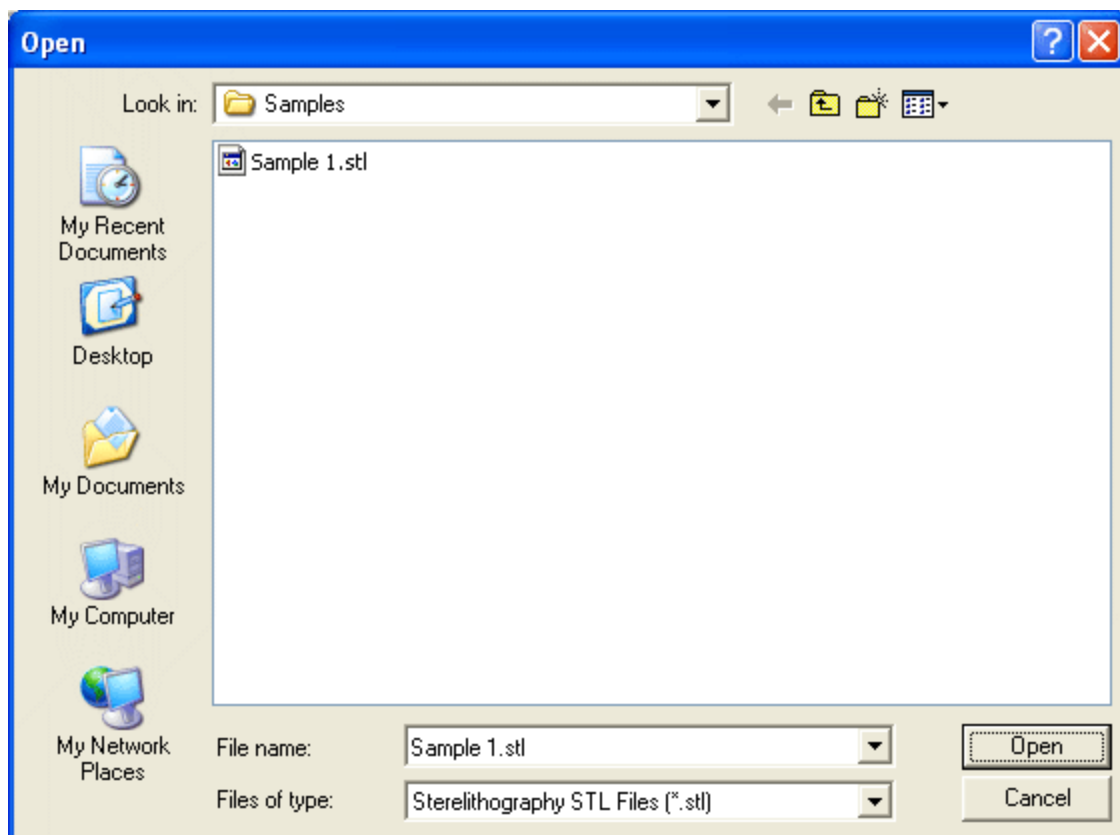 Open
Look in: Samples
Sample 1.stl
My Recent
Documents
Desktop
My Documents
My Computer
My Network
Places
File name: Sample 1.stl Open
Files of type: Sterelithography STL Files (*.stl) Cancel